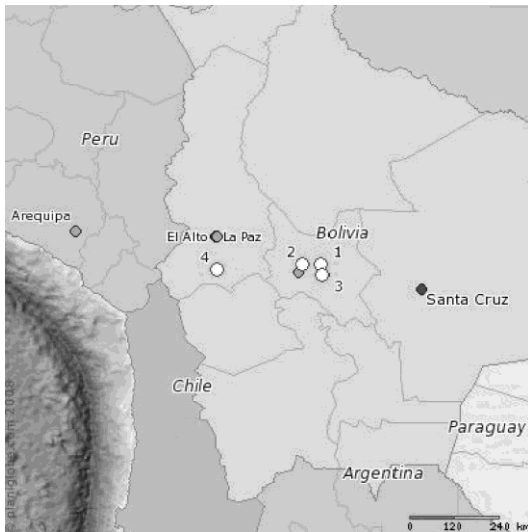 Peru
Arequipa
El Alto
La Paz
Bolivia
4
2
1
3
Santa Cruz
Chile
Paraguay
Argentina
0 120 240 km